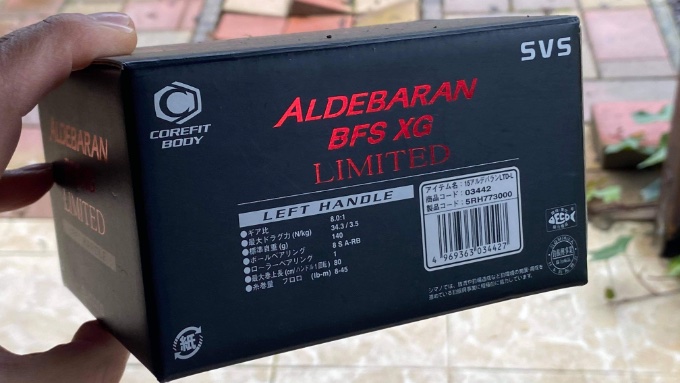 SVS
COREFIT
BODY
ALDEBARAN
BFS XG
LIMITED
ALDEBARAN
LIMITED
LEFT HANDLE
●ギア比 8.0:1
●最大ドラグ力(N/kg) 34.3/3.5
●標準自重(g) 140
●ボールベアリング 8 S A-RB
●ローラーベアリング 1
●最大巻上長(cm/ハンドル1回転) 80
●糸巻量 フロロ (lb-m) 8-45
アイテム名:15アルデバランLTD-L
商品コード: 03442
製品コード: 5RH773000
4 969363 034427
紙